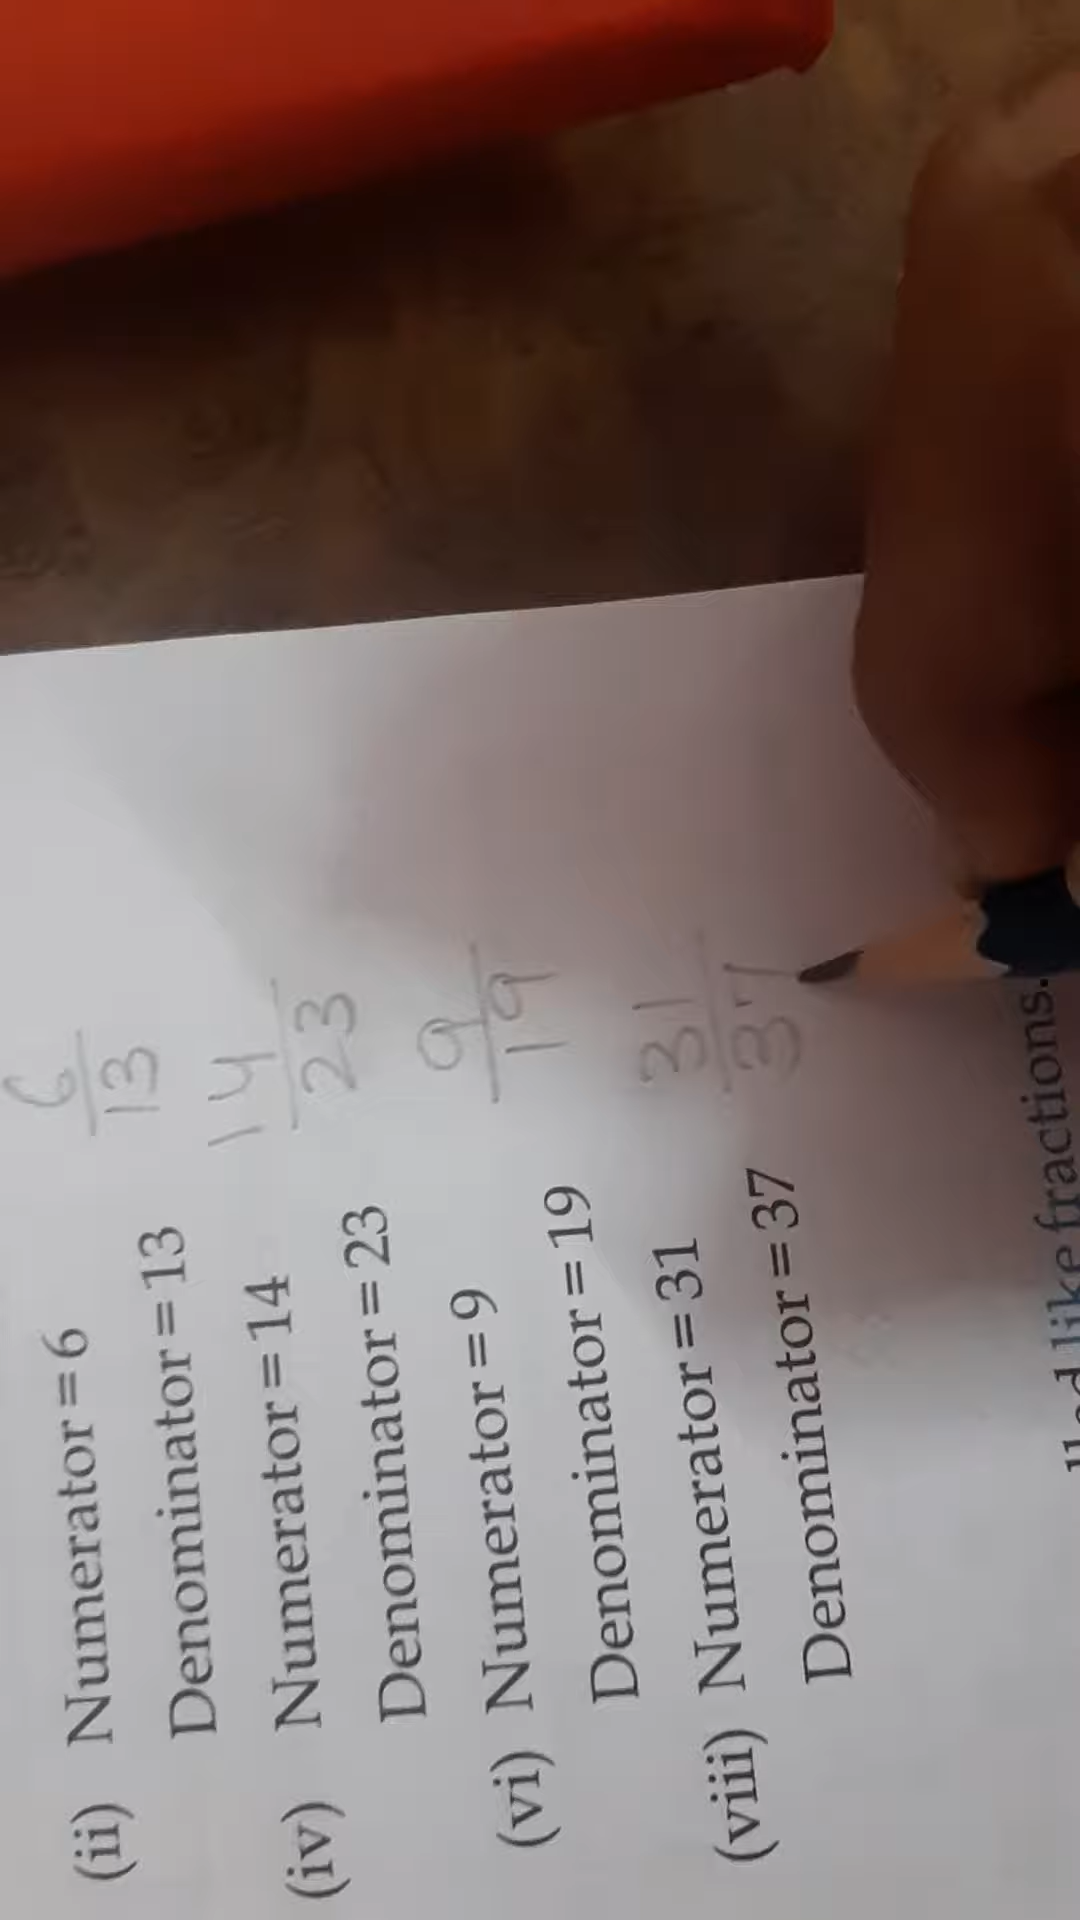 (ii) Numerator = 6
Denominator = 13
6
13
(iv) Numerator = 14
Denominator = 23
14
23
(vi) Numerator = 9
Denominator = 19
9
19
(viii) Numerator = 31
Denominator = 37
31
37
like fractions.